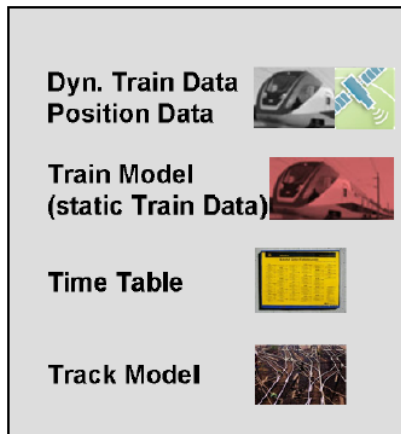 Dyn. Train Data
Position Data
Train Model
(static Train Data)
Time Table
Track Model